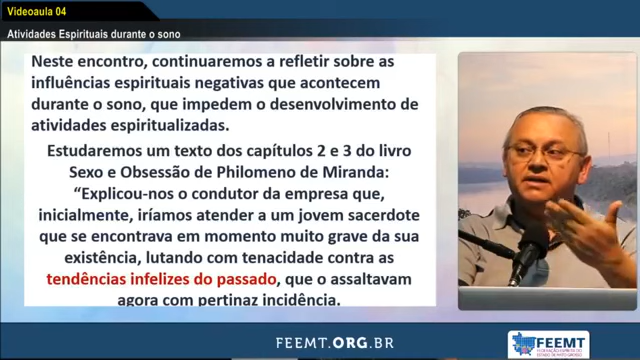 Videoaula 04
Atividades Espirituais durante o sono
Neste encontro, continuaremos a refletir sobre as
influências espirituais negativas que acontecem
durante o sono, que impedem o desenvolvimento de
atividades espiritualizadas.
Estudaremos um texto dos capítulos 2 e 3 do livro
Sexo e Obsessão de Philomeno de Miranda:
“Explicou-nos o condutor da empresa que,
inicialmente, iríamos atender a um jovem sacerdote
que se encontrava em momento muito grave da sua
existência, lutando com tenacidade contra as
tendências infelizes do passado, que o assaltavam
agora com pertinaz incidência.
FEEMT.ORG.BR
FEEMT